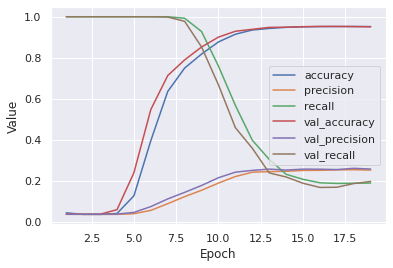 1.0
0.8
0.6
0.4
0.2
0.0
Value
accuracy
precision
recall
val_accuracy
val_precision
val_recall
2.5 5.0 7.5 10.0 12.5 15.0 17.5
Epoch